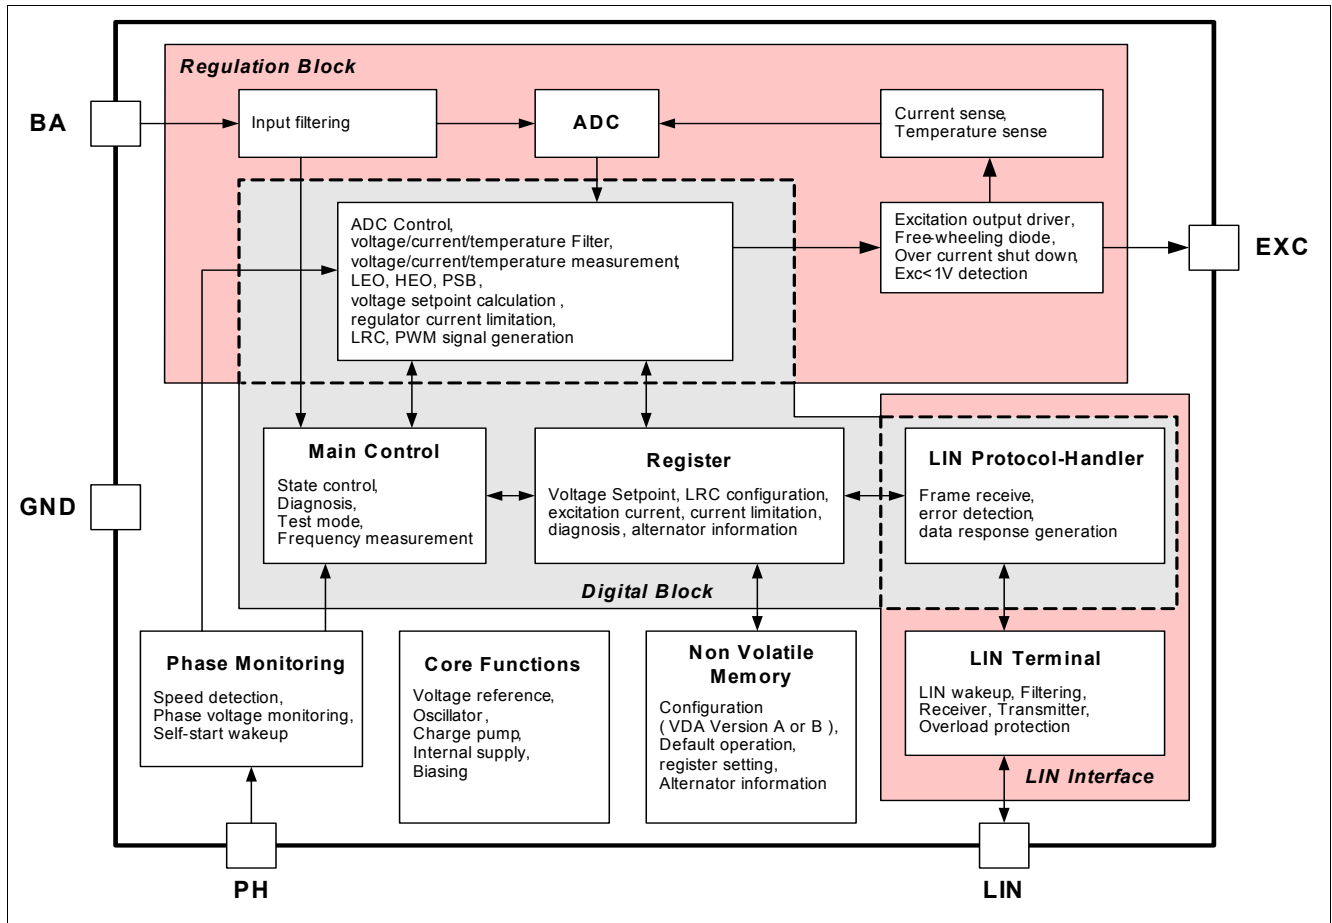 Regulation Block
BA
Input filtering
ADC
Current sense,
Temperature sense
ADC Control,
voltage/current/temperature Filter,
voltage/current/temperature measurement,
LEO, HEO, PSB,
voltage setpoint calculation ,
regulator current limitation,
LRC, PWM signal generation
Excitation output driver,
Free-wheeling diode,
Over current shut down,
Exc<1V detection
EXC
GND
Main Control
State control,
Diagnosis,
Test mode,
Frequency measurement
Register
Voltage Setpoint, LRC configuration,
excitation current, current limitation,
diagnosis, alternator information
LIN Protocol-Handler
Frame receive,
error detection,
data response generation
Digital Block
Phase Monitoring
Speed detection,
Phase voltage monitoring,
Self-start wakeup
Core Functions
Voltage reference,
Oscillator,
Charge pump,
Internal supply,
Biasing
Non Volatile
Memory
Configuration
( VDA Version A or B ),
Default operation,
register setting,
Alternator information
LIN Terminal
LIN wakeup, Filtering,
Receiver, Transmitter,
Overload protection
LIN Interface
PH
LIN